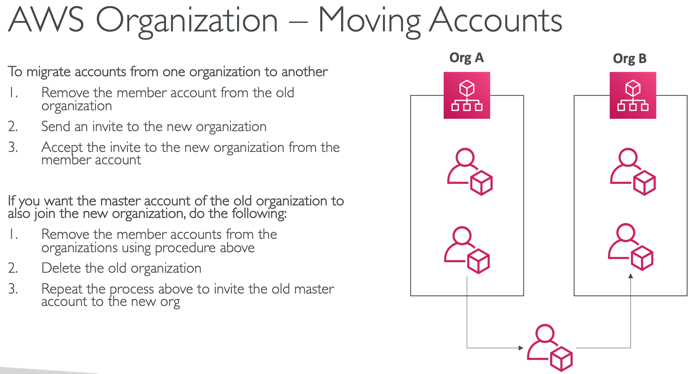 AWS Organization – Moving Accounts
To migrate accounts from one organization to another
1. Remove the member account from the old
organization
2. Send an invite to the new organization
3. Accept the invite to the new organization from the
member account
If you want the master account of the old organization to
also join the new organization, do the following:
1. Remove the member accounts from the
organizations using procedure above
2. Delete the old organization
3. Repeat the process above to invite the old master
account to the new org
Org A
Org B